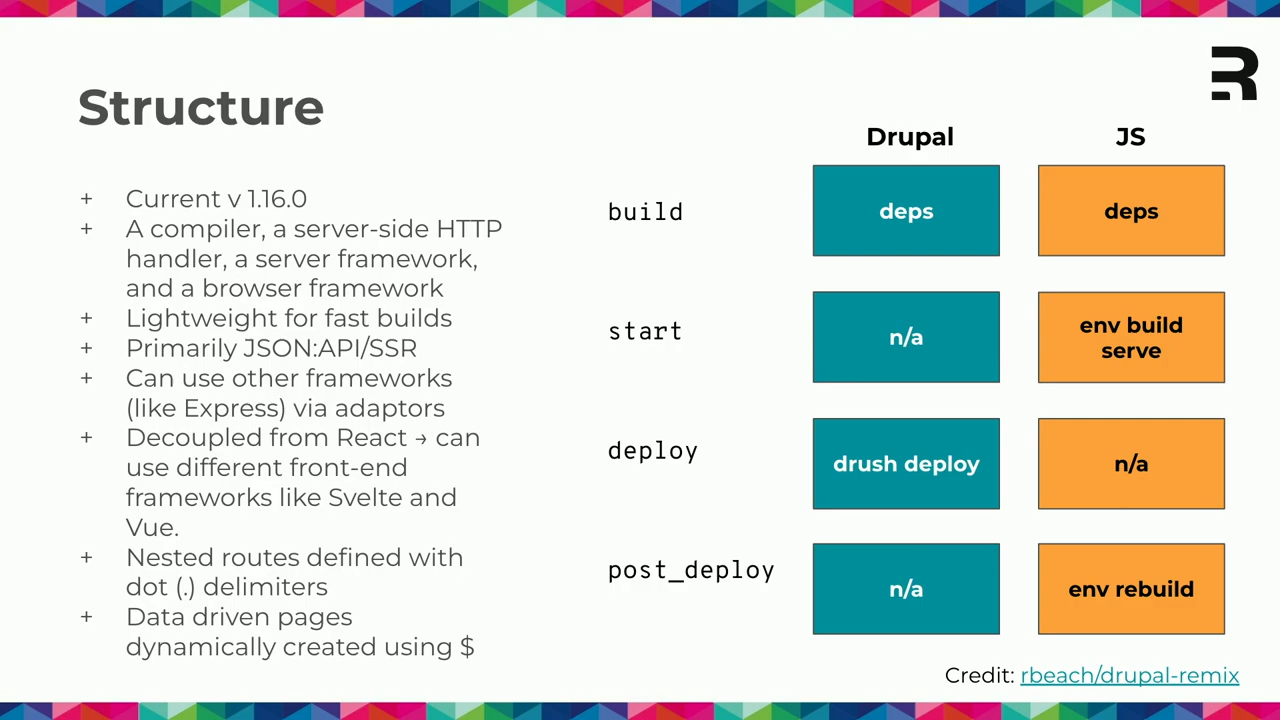 Structure
+ Current v 1.16.0
+ A compiler, a server-side HTTP
handler, a server framework,
and a browser framework
+ Lightweight for fast builds
+ Primarily JSON:API/SSR
+ Can use other frameworks
(like Express) via adaptors
+ Decoupled from React → can
use different front-end
frameworks like Svelte and
Vue.
+ Nested routes defined with
dot (.) delimiters
+ Data driven pages
dynamically created using $
Drupal JS
build deps deps
start n/a env build
serve
deploy drush deploy n/a
post_deploy n/a env rebuild
Credit: rbeach/drupal-remix
R